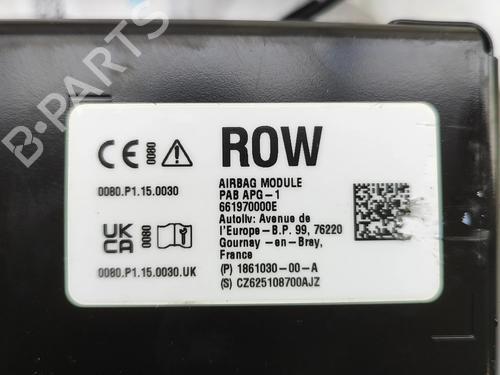 B-PARTS
CE 0080
ROW
0080.P1.15.0030
AIRBAG MODULE
PAB APG-1
661970000E
Autoliv: Avenue de
l'Europe-B.P. 99, 76220
Gournay-en-Bray,
France
UK
CA 0080
0080.P1.15.0030.UK
(P) 1861030-00-A
(S) CZ625108700AJZ